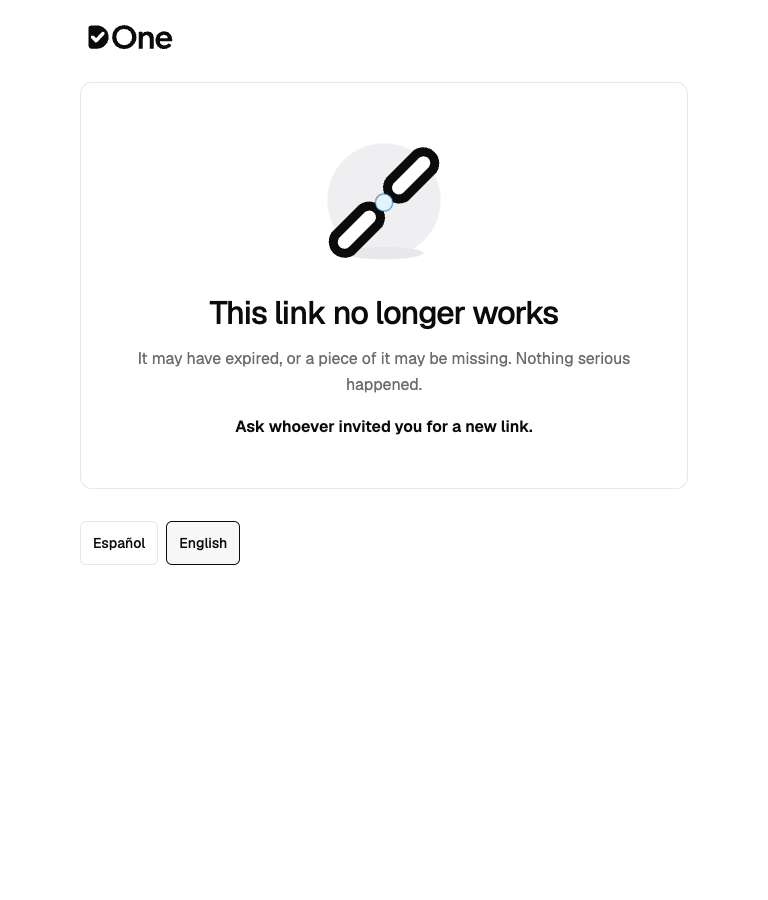 One
This link no longer works
It may have expired, or a piece of it may be missing. Nothing serious
happened.
Ask whoever invited you for a new link.
Español
English